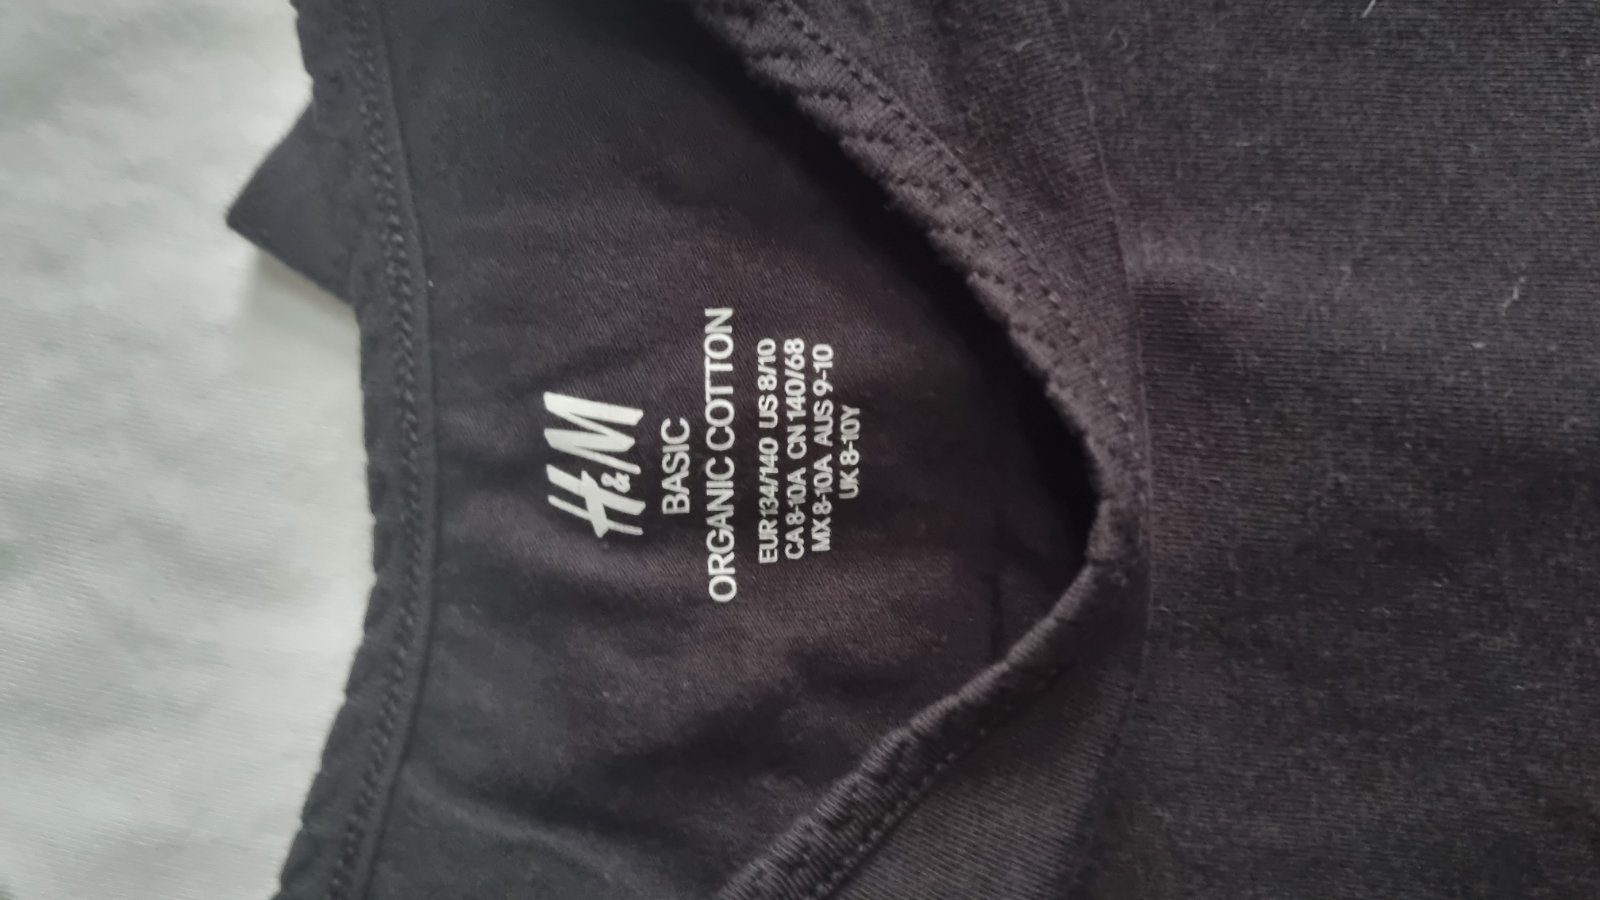 H&M
BASIC
ORGANIC COTTON
EUR 134/140 US 8/10
CA 8-10A CN 140/68
MX 8-10A AUS 9-10
UK 8-10Y